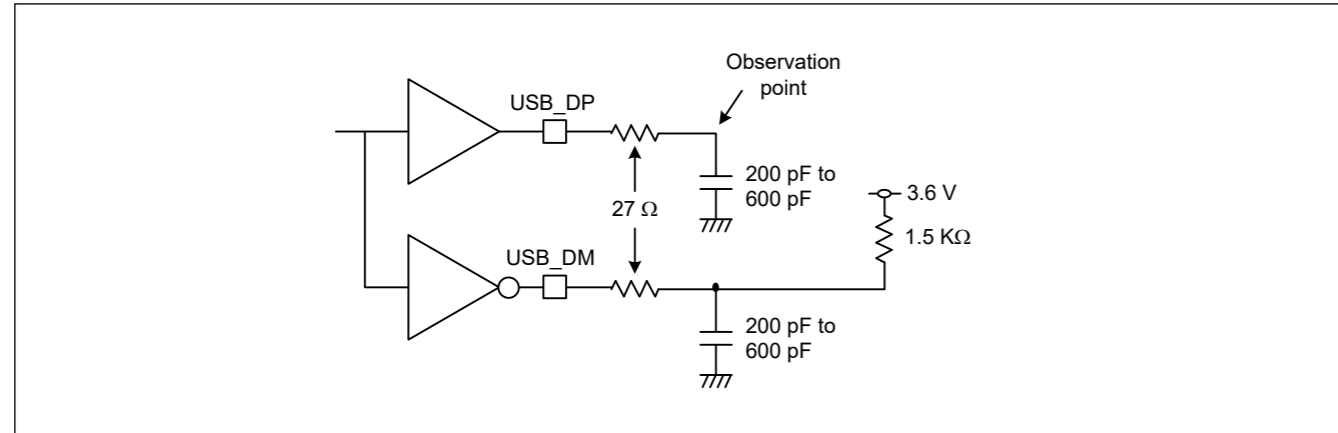 Observation
point
USB_DP
200 pF to
600 pF
3.6 V
27 Ω
1.5 KΩ
USB_DM
200 pF to
600 pF